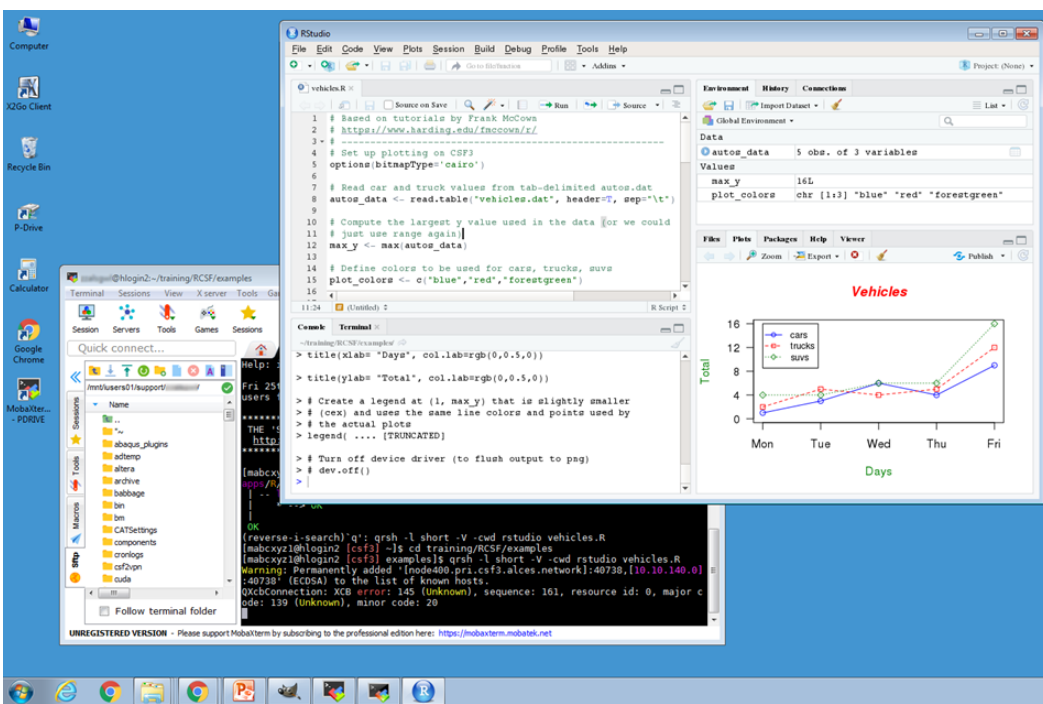 Computer
X2Go Client
Recycle Bin
P-Drive
Calculator
Google
Chrome
MobaXter...
- PDRIVE
RStudio
File Edit Code View Plots Session Build Debug Profile Tools Help
Go to file/function
Addins
Project: (None)
vehicles.R
Source on Save
Run
Source
1 # Based on tutorials by Frank McCown
2 # https://www.harding.edu/fmccown/r/
3 # ----------------------------------------------------------
4 # Set up plotting on CSF3
5 options(bitmapType='cairo')
6
7 # Read car and truck values from tab-delimited autos.dat
8 autos_data <- read.table("vehicles.dat", header=T, sep="\t")
9
10 # Compute the largest y value used in the data (or we could
11 # just use range again)
12 max_y <- max(autos_data)
13
14 # Define colors to be used for cars, trucks, suvs
15 plot_colors <- c("blue","red","forestgreen")
16
11:24 (Untitled) R Script
Console Terminal
~/training/RCSF/examples/
> title(xlab= "Days", col.lab=rgb(0,0.5,0))
> title(ylab= "Total", col.lab=rgb(0,0.5,0))
> # Create a legend at (1, max_y) that is slightly smaller
> # (cex) and uses the same line colors and points used by
> # the actual plots
> legend( .... [TRUNCATED]
> # Turn off device driver (to flush output to png)
> # dev.off()
>
Environment History Connections
Import Dataset
List
Global Environment
Data
autos_data 5 obs. of 3 variables
Values
max_y 16L
plot_colors chr [1:3] "blue" "red" "forestgreen"
Files Plots Packages Help Viewer
Zoom Export Publish
Vehicles
cars
trucks
suvs
16
12
8
4
0
Total
Mon Tue Wed Thu Fri
Days
@hlogin2:~/training/RCSF/examples
Terminal Sessions View X server Tools
Session Servers Tools Games Sessions
Quick connect...
/mnt/iusers01/support/
Sessions
Tools
Macros
Sftp
Name
..
"~
abaqus_plugins
adtemp
altera
archive
babbage
bin
bm
CATSettings
components
cronlogs
csf2vpn
cuda
Follow terminal folder
Help:
Fri 25t
users
*******
THE 'S
http
*******
[mabcxy
apps/R/
OK
OK
(reverse-i-search)`q': qrsh -l short -V -cwd rstudio vehicles.R
[mabcxyz1@hlogin2 [csf3] ~]$ cd training/RCSF/examples
[mabcxyz1@hlogin2 [csf3] examples]$ qrsh -l short -V -cwd rstudio vehicles.R
Warning: Permanently added '[node400.pri.csf3.alces.network]:40738,[10.10.140.0]
:40738' (ECDSA) to the list of known hosts.
QXcbConnection: XCB error: 145 (Unknown), sequence: 161, resource id: 0, major c
ode: 139 (Unknown), minor code: 20
UNREGISTERED VERSION - Please support MobaXterm by subscribing to the professional edition here: https://mobaxterm.mobatek.net